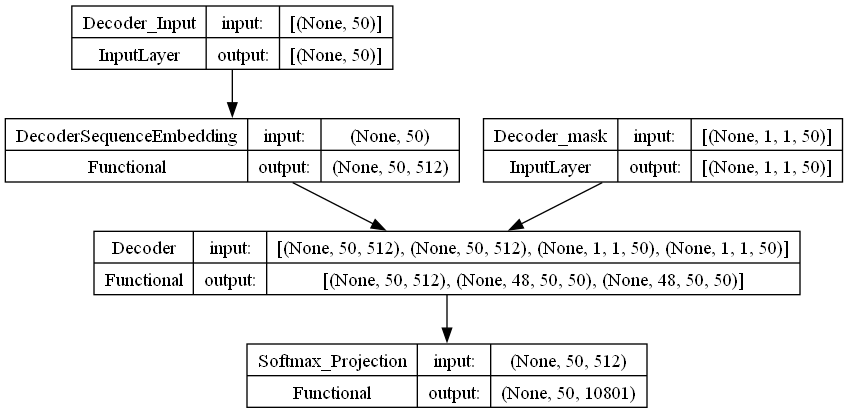 Decoder_Input input: [(None, 50)]
InputLayer output: [(None, 50)]
DecoderSequenceEmbedding input: (None, 50)
Functional output: (None, 50, 512)
Decoder_mask input: [(None, 1, 1, 50)]
InputLayer output: [(None, 1, 1, 50)]
Decoder input: [(None, 50, 512), (None, 50, 512), (None, 1, 1, 50), (None, 1, 1, 50)]
Functional output: [(None, 50, 512), (None, 48, 50, 50), (None, 48, 50, 50)]
Softmax_Projection input: (None, 50, 512)
Functional output: (None, 50, 10801)